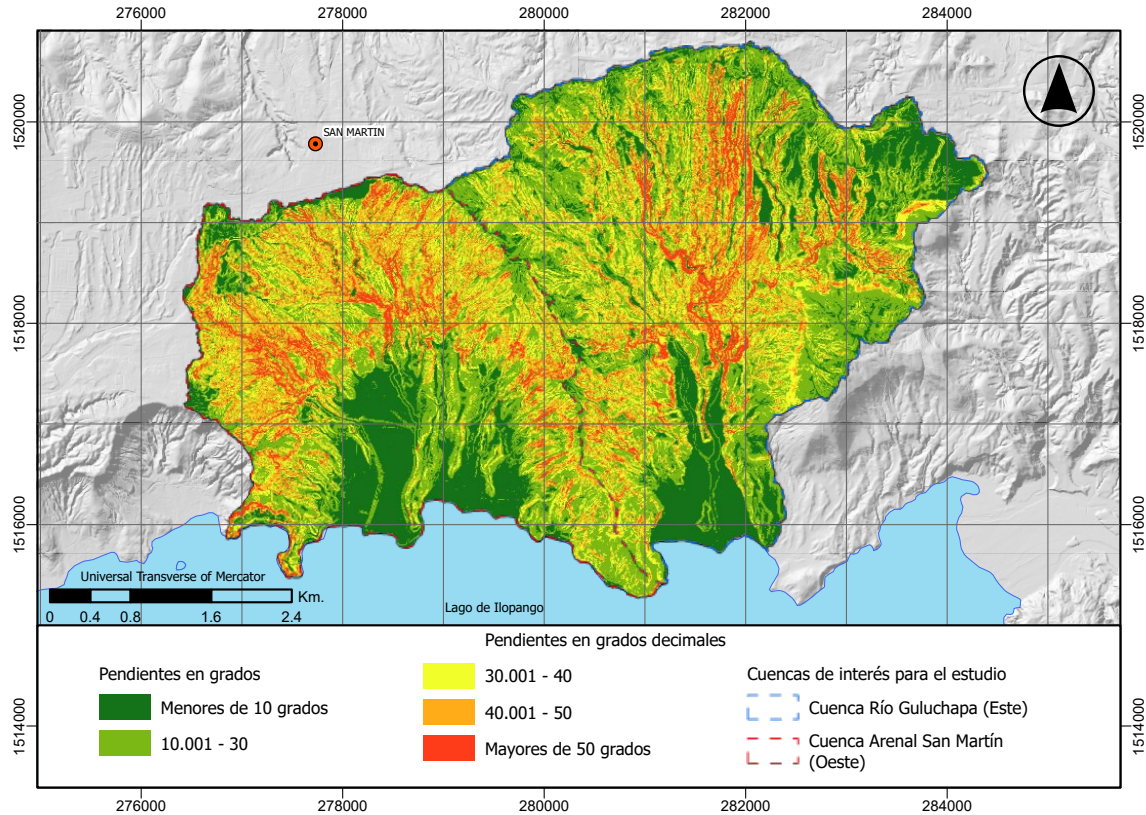 276000 278000 280000 282000 284000
1520000 1520000
SAN MARTIN
1518000 1518000
1516000 1516000
Universal Transverse of Mercator
Km.
0 0.4 0.8 1.6 2.4
Lago de Ilopango
Pendientes en grados decimales
Pendientes en grados
Menores de 10 grados
10.001 - 30
30.001 - 40
40.001 - 50
Mayores de 50 grados
Cuencas de interés para el estudio
Cuenca Río Guluchapa (Este)
Cuenca Arenal San Martín
(Oeste)
1514000 1514000
276000 278000 280000 282000 284000